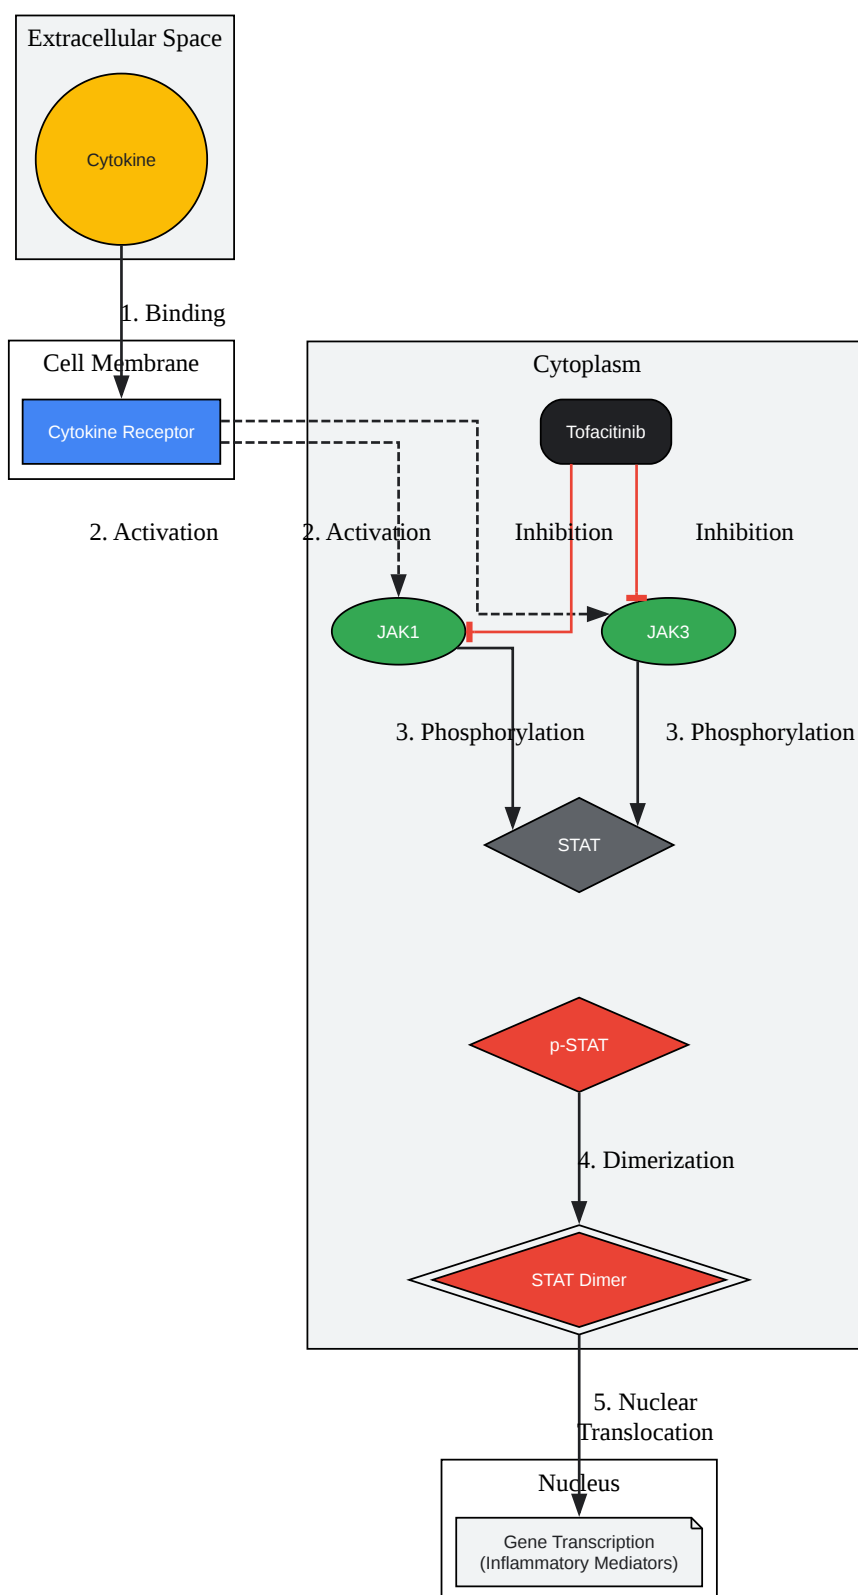 Extracellular Space
Cytokine
1. Binding
Cell Membrane
Cytokine Receptor
Cytoplasm
Tofacitinib
2. Activation
2. Activation
Inhibition
Inhibition
JAK1
JAK3
3. Phosphorylation
3. Phosphorylation
STAT
p-STAT
4. Dimerization
STAT Dimer
5. Nuclear
Translocation
Nucleus
Gene Transcription
(Inflammatory Mediators)